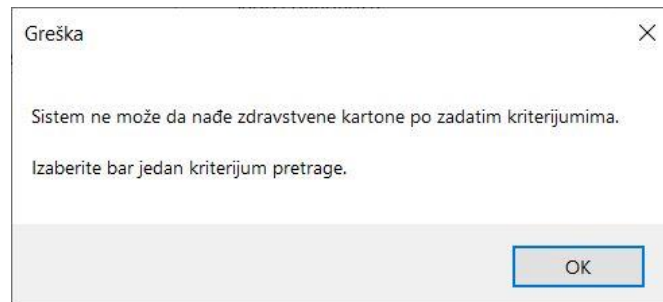 Greška
Sistem ne može da nađe zdravstvene kartone po zadatim kriterijumima.
Izaberite bar jedan kriterijum pretrage.
OK